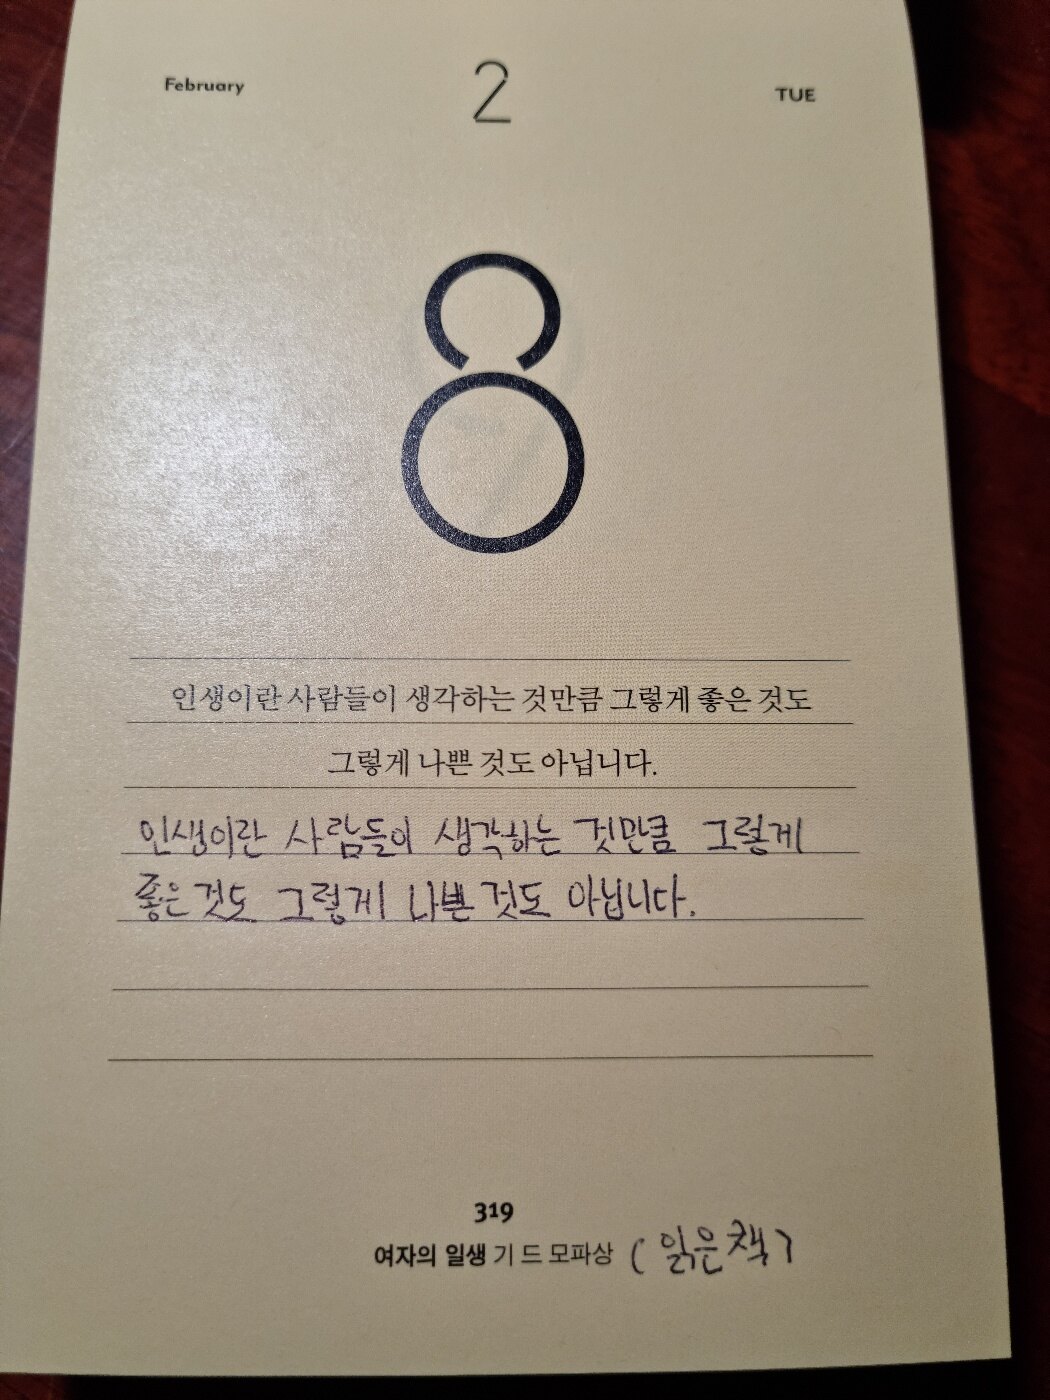 February 2 TUE
8
인생이란 사람들이 생각하는 것만큼 그렇게 좋은 것도
그렇게 나쁜 것도 아닙니다.
인생이란 사람들이 생각하는 것만큼 그렇게
좋은 것도 그렇게 나쁜 것도 아닙니다.
319
여자의 일생 기 드 모파상 (읽은 책)